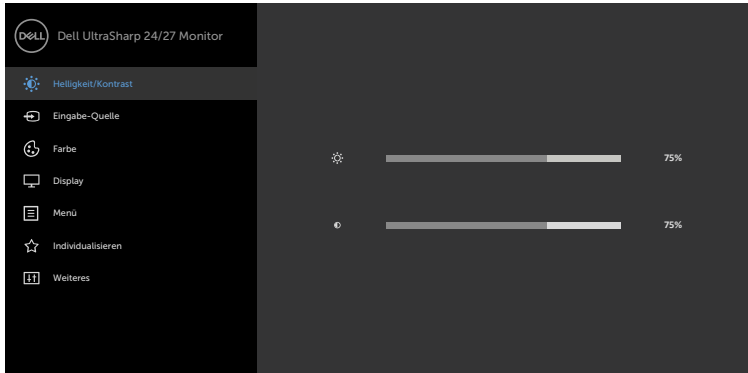 DELL
Dell UltraSharp 24/27 Monitor
Helligkeit/Kontrast
Eingabe-Quelle
Farbe
75%
Display
Menü
75%
Individualisieren
Weiteres